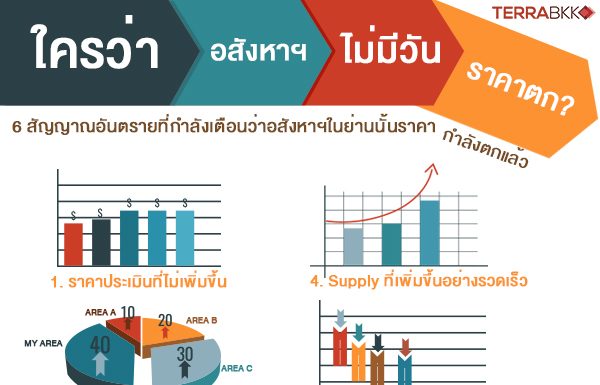 TERRABKK
ใครว่า อสังหาฯ ไม่มีวัน ราคาตก?
6 สัญญาณอันตรายที่กำลังเตือนว่าอสังหาฯในย่านนั้นราคา กำลังตกแล้ว
$ $ $ $ $
1. ราคาประเมินที่ไม่เพิ่มขึ้น
4. Supply ที่เพิ่มขึ้นอย่างรวดเร็ว
AREA A
10
20
AREA B
MY AREA
40
30
AREA C